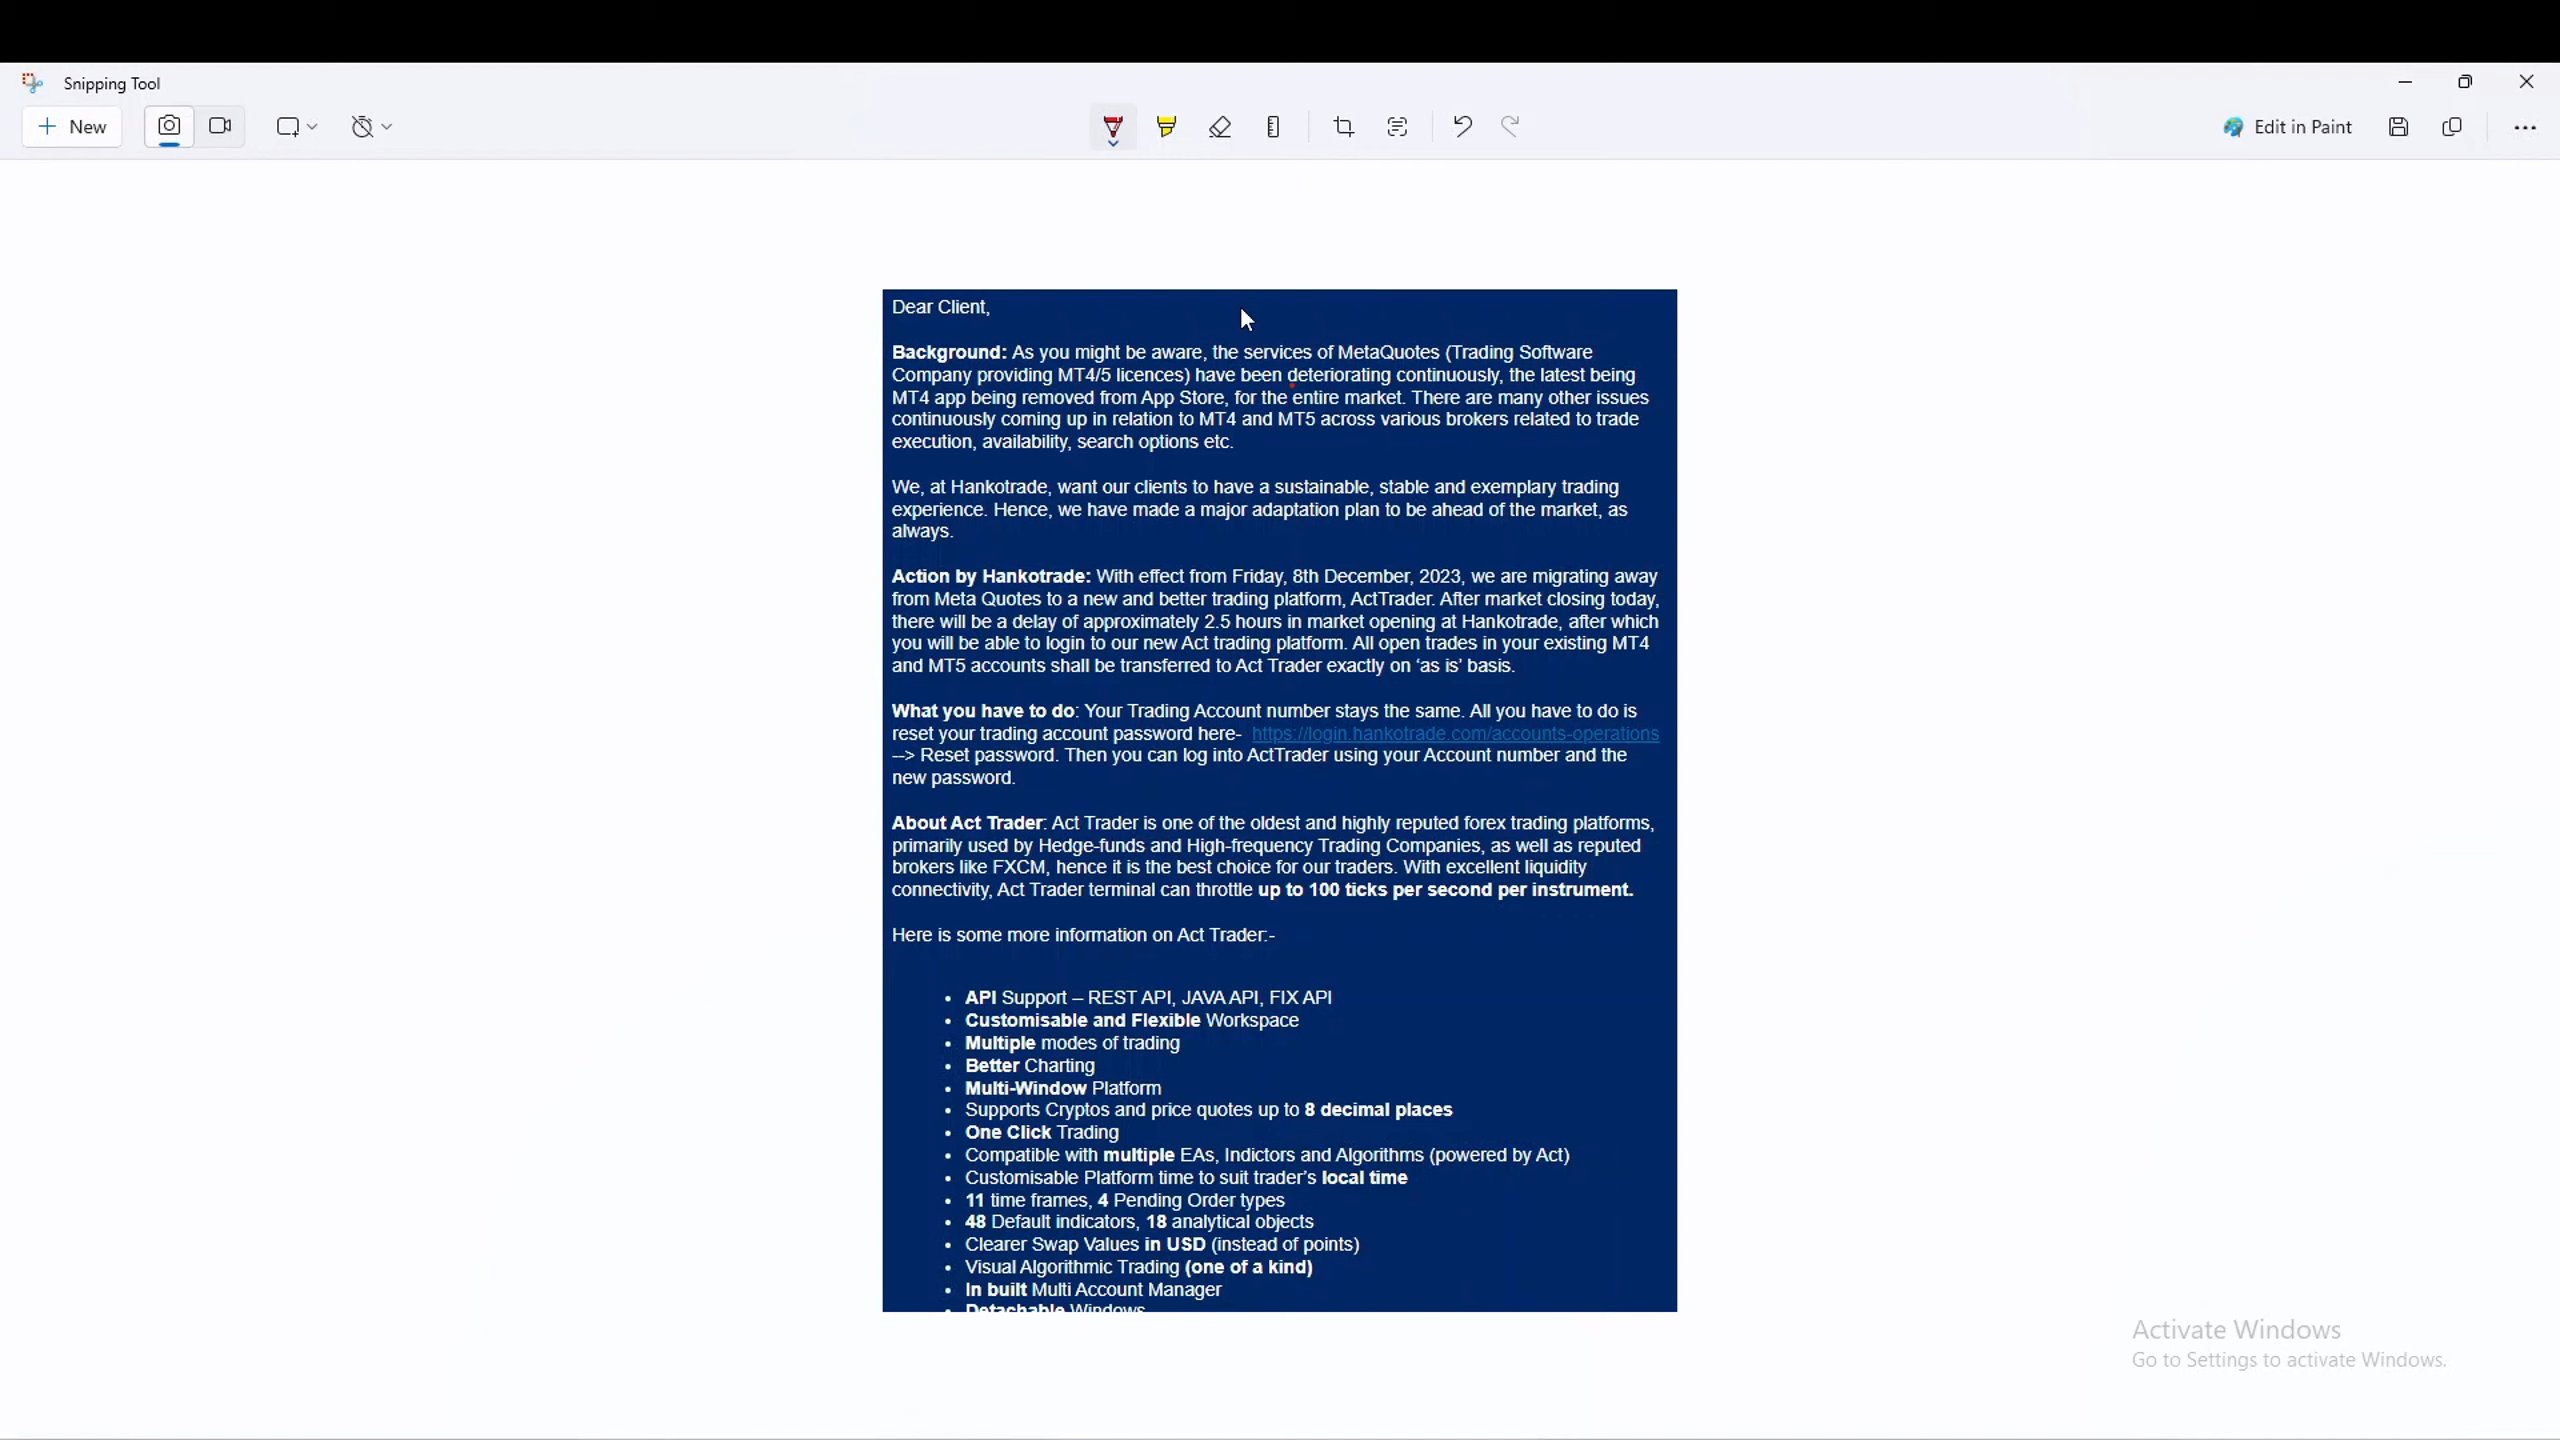 Snipping Tool
New
Edit in Paint
Dear Client,
Background: As you might be aware, the services of MetaQuotes (Trading Software
Company providing MT4/5 licences) have been deteriorating continuously, the latest being
MT4 app being removed from App Store, for the entire market. There are many other issues
continuously coming up in relation to MT4 and MT5 across various brokers related to trade
execution, availability, search options etc.
We, at Hankotrade, want our clients to have a sustainable, stable and exemplary trading
experience. Hence, we have made a major adaptation plan to be ahead of the market, as
always.
Action by Hankotrade: With effect from Friday, 8th December, 2023, we are migrating away
from Meta Quotes to a new and better trading platform, ActTrader. After market closing today,
there will be a delay of approximately 2.5 hours in market opening at Hankotrade, after which
you will be able to login to our new Act trading platform. All open trades in your existing MT4
and MT5 accounts shall be transferred to Act Trader exactly on ‘as is’ basis.
What you have to do: Your Trading Account number stays the same. All you have to do is
reset your trading account password here- https://login.hankotrade.com/accounts-operations
--> Reset password. Then you can log into ActTrader using your Account number and the
new password.
About Act Trader: Act Trader is one of the oldest and highly reputed forex trading platforms,
primarily used by Hedge-funds and High-frequency Trading Companies, as well as reputed
brokers like FXCM, hence it is the best choice for our traders. With excellent liquidity
connectivity, Act Trader terminal can throttle up to 100 ticks per second per instrument.
Here is some more information on Act Trader:-
• API Support – REST API, JAVA API, FIX API
• Customisable and Flexible Workspace
• Multiple modes of trading
• Better Charting
• Multi-Window Platform
• Supports Cryptos and price quotes up to 8 decimal places
• One Click Trading
• Compatible with multiple EAs, Indictors and Algorithms (powered by Act)
• Customisable Platform time to suit trader’s local time
• 11 time frames, 4 Pending Order types
• 48 Default indicators, 18 analytical objects
• Clearer Swap Values in USD (instead of points)
• Visual Algorithmic Trading (one of a kind)
• In built Multi Account Manager
• Detachable Windows
Activate Windows
Go to Settings to activate Windows.